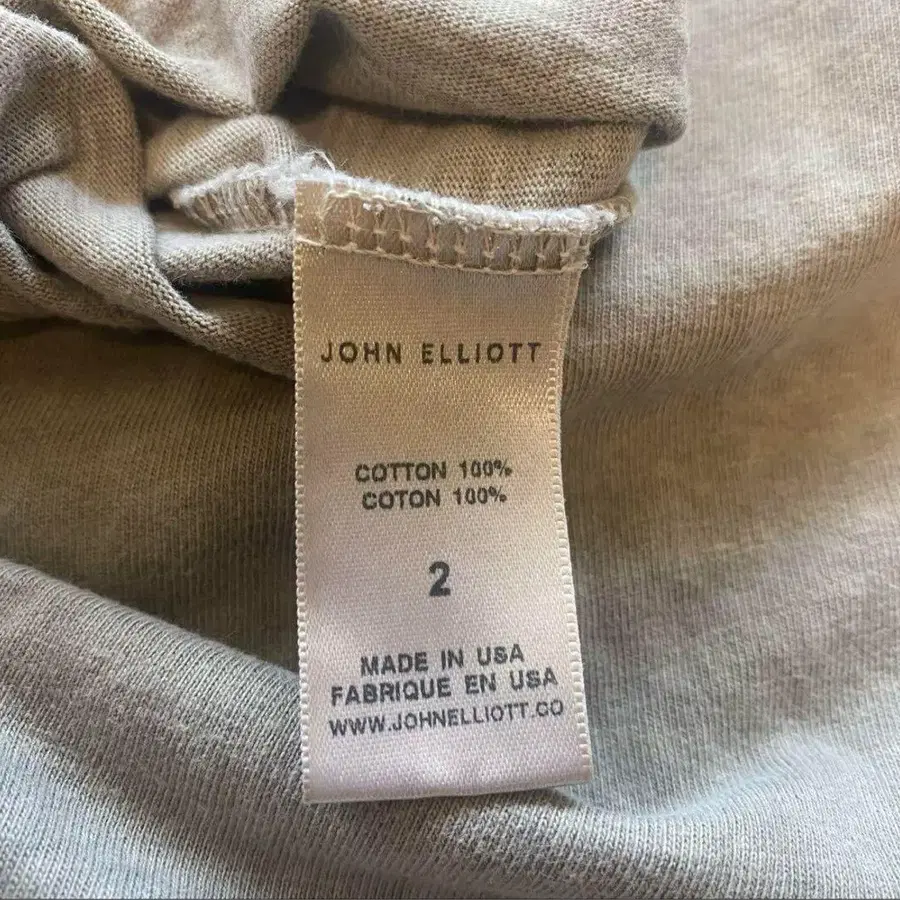 JOHN ELLIOTT
COTTON 100%
COTON 100%
2
MADE IN USA
FABRIQUE EN USA
WWW.JOHNELLIOTT.CO